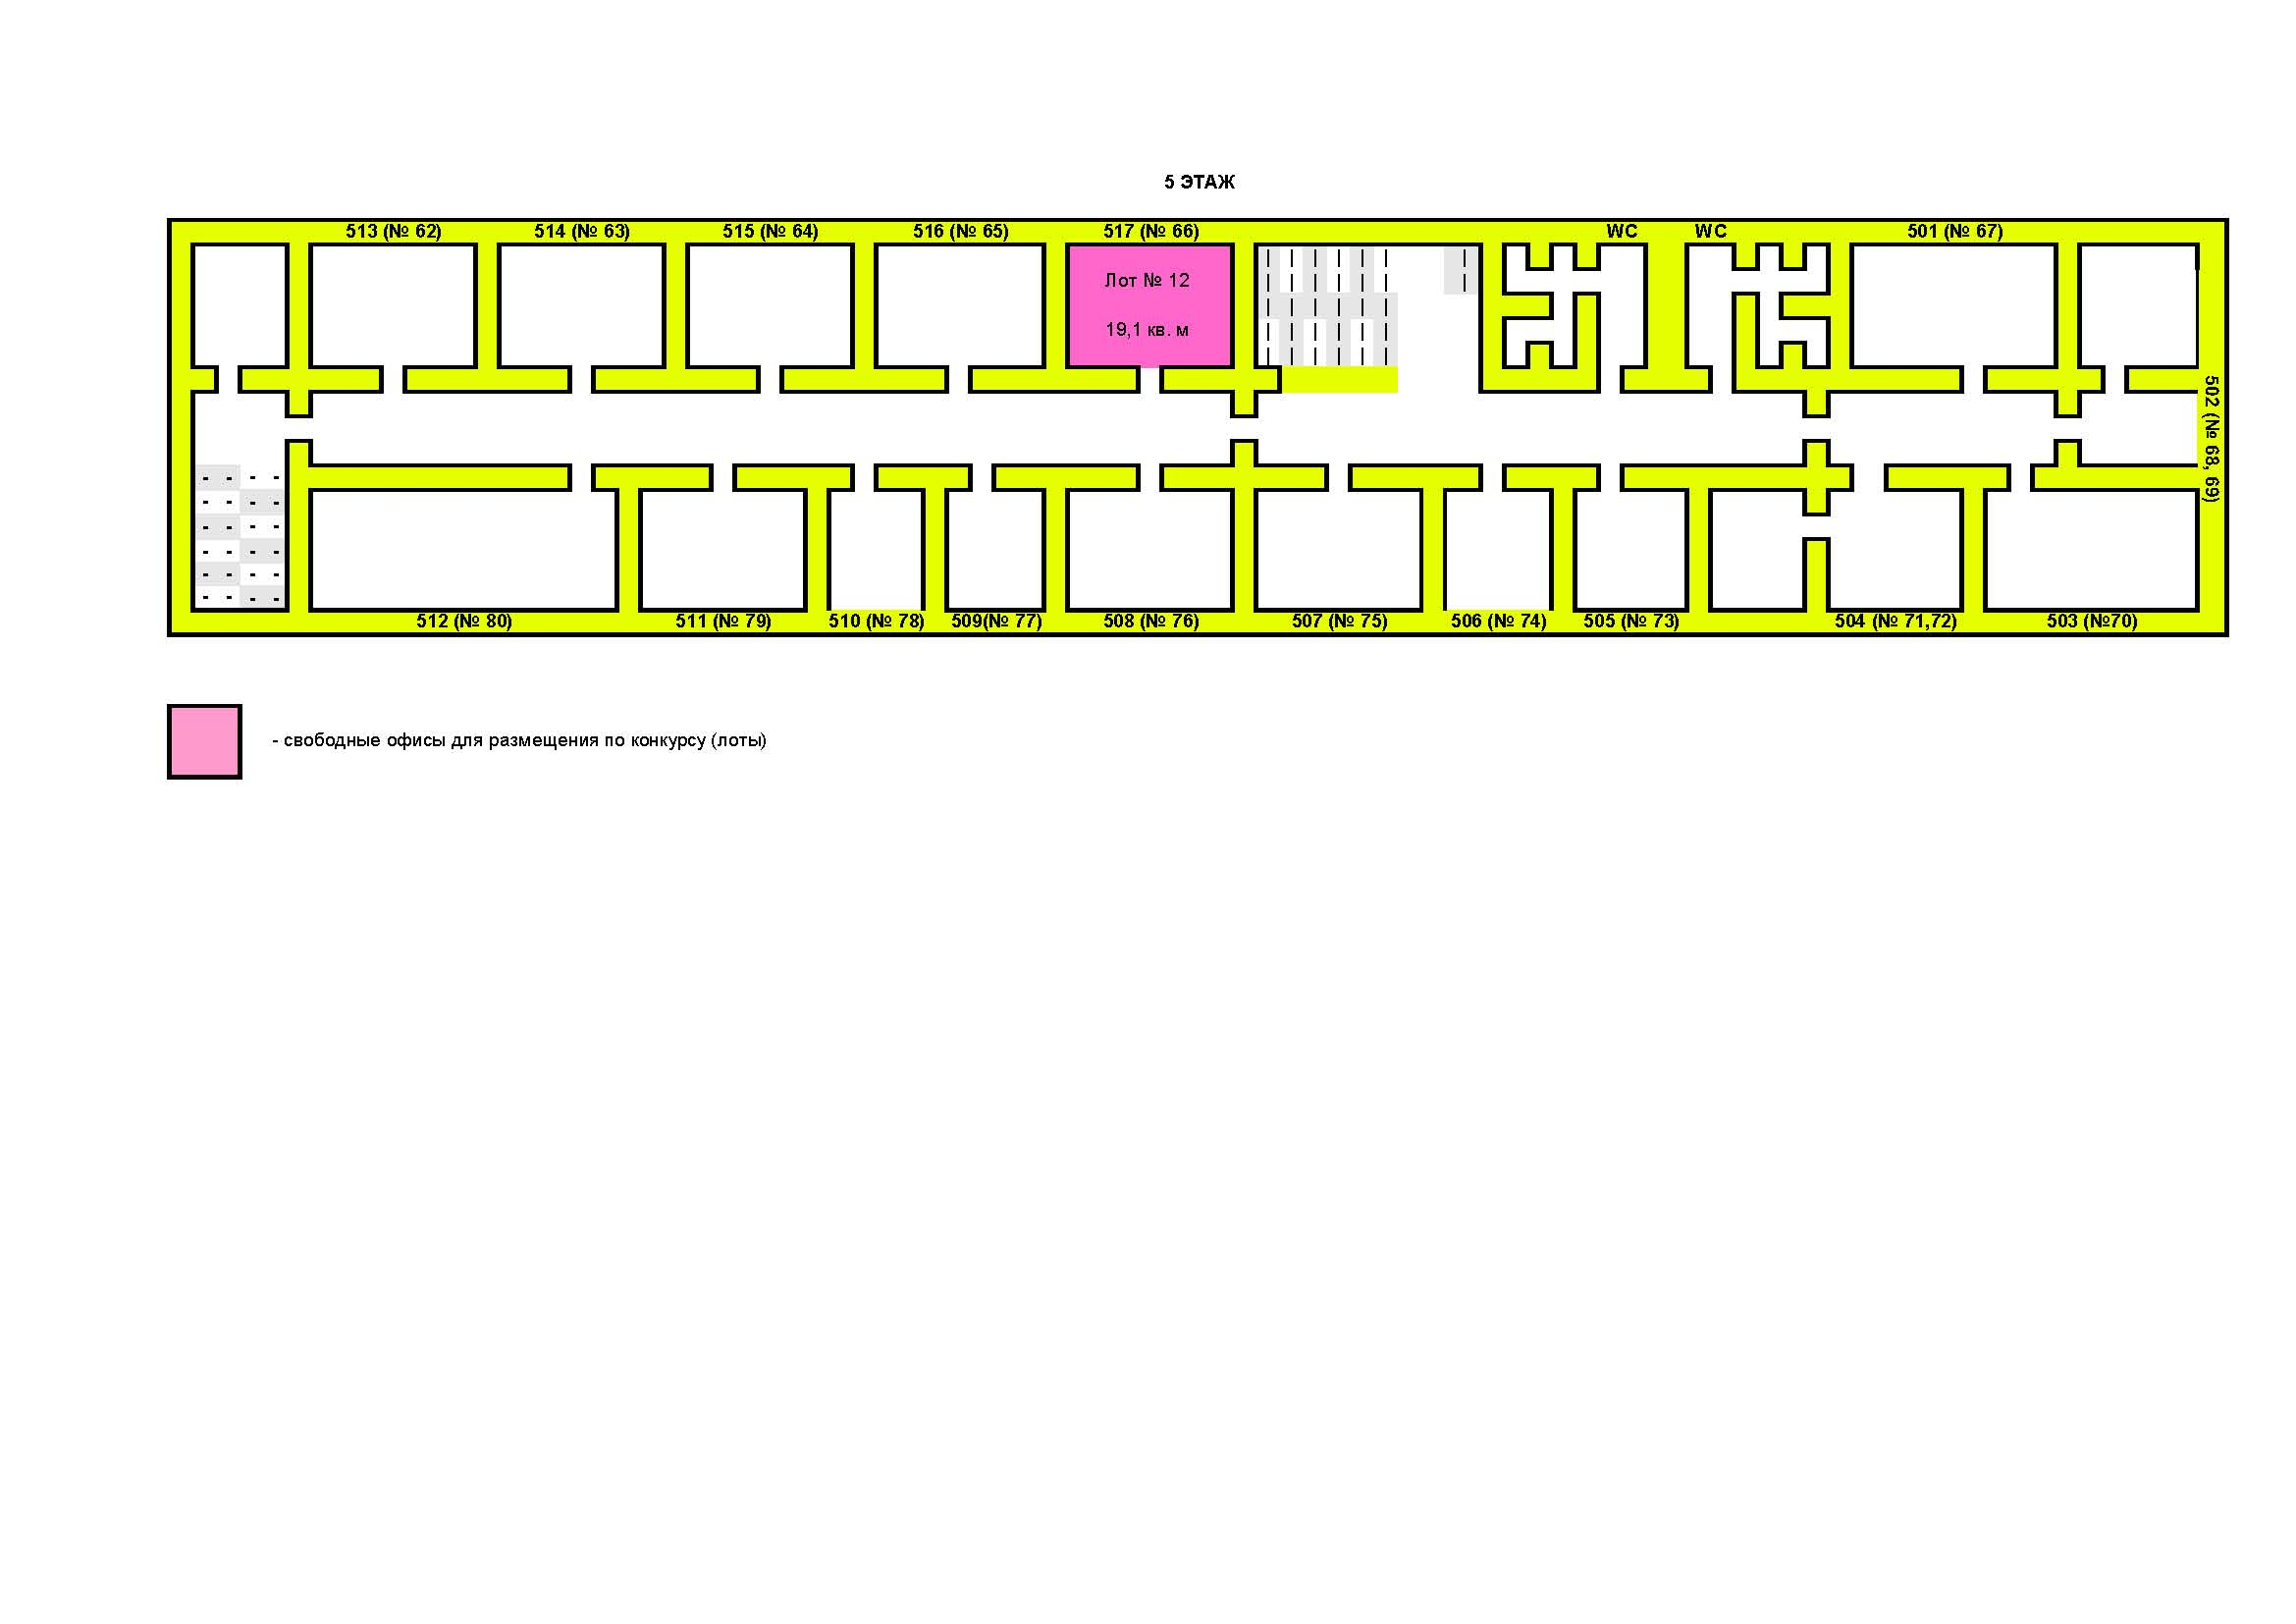 5 ЭТАЖ
513 (№ 62)
514 (№ 63)
515 (№ 64)
516 (№ 65)
517 (№ 66)
WC
WC
501 (№ 67)
Лот № 12
19,1 кв. м
502 (№ 68, 69)
512 (№ 80)
511 (№ 79)
510 (№ 78)
509(№ 77)
508 (№ 76)
507 (№ 75)
506 (№ 74)
505 (№ 73)
504 (№ 71,72)
503 (№70)
- свободные офисы для размещения по конкурсу (лоты)